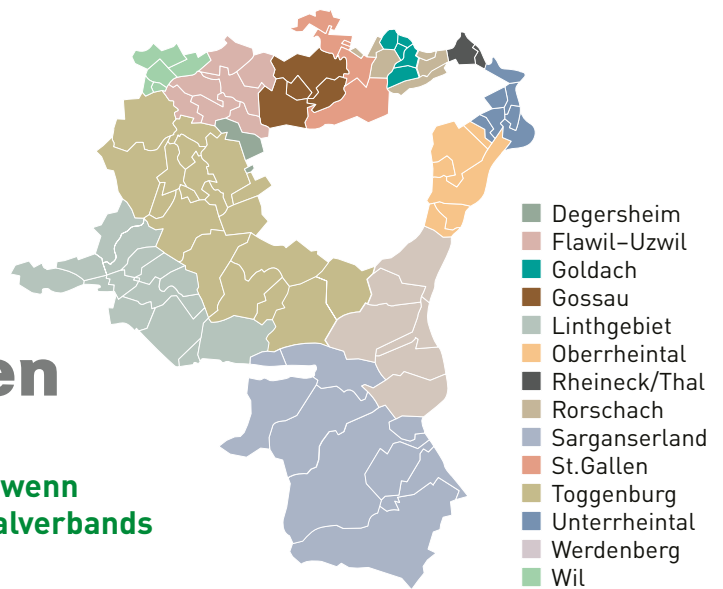 en
wenn
alverbands
Degersheim
Flawil–Uzwil
Goldach
Gossau
Linthgebiet
Oberrheintal
Rheineck/Thal
Rorschach
Sarganserland
St.Gallen
Toggenburg
Unterrheintal
Werdenberg
Wil